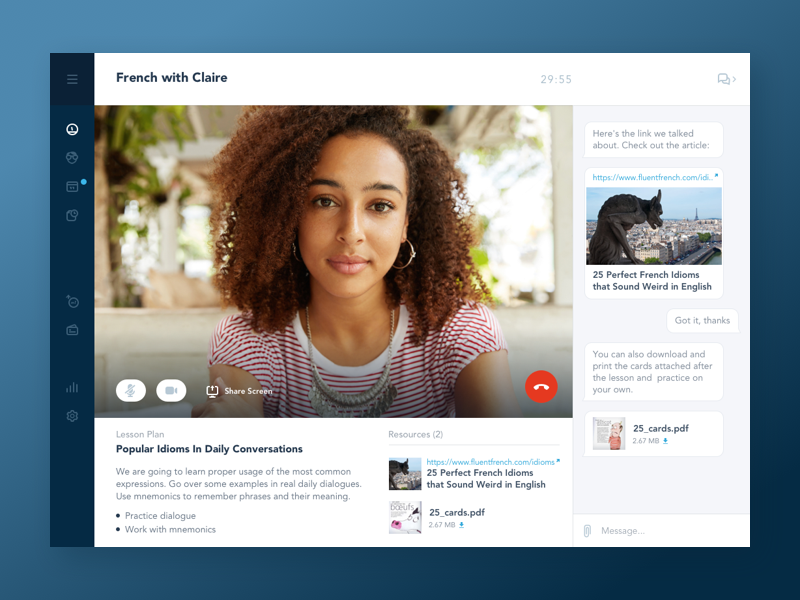 French with Claire
29:55
Here's the link we talked
about. Check out the article:
https://www.fluentfrench.com/idi..
25 Perfect French Idioms
that Sound Weird in English
Got it, thanks
You can also download and
print the cards attached after
the lesson and practice on
your own.
25_cards.pdf
2.67 MB
Message...
Share Screen
Lesson Plan
Popular Idioms In Daily Conversations
We are going to learn proper usage of the most common
expressions. Go over some examples in real daily dialogues.
Use mnemonics to remember phrases and their meaning.
Practice dialogue
Work with mnemonics
Resources (2)
https://www.fluentfrench.com/idioms
25 Perfect French Idioms
that Sound Weird in English
bœufs
25_cards.pdf
2.67 MB